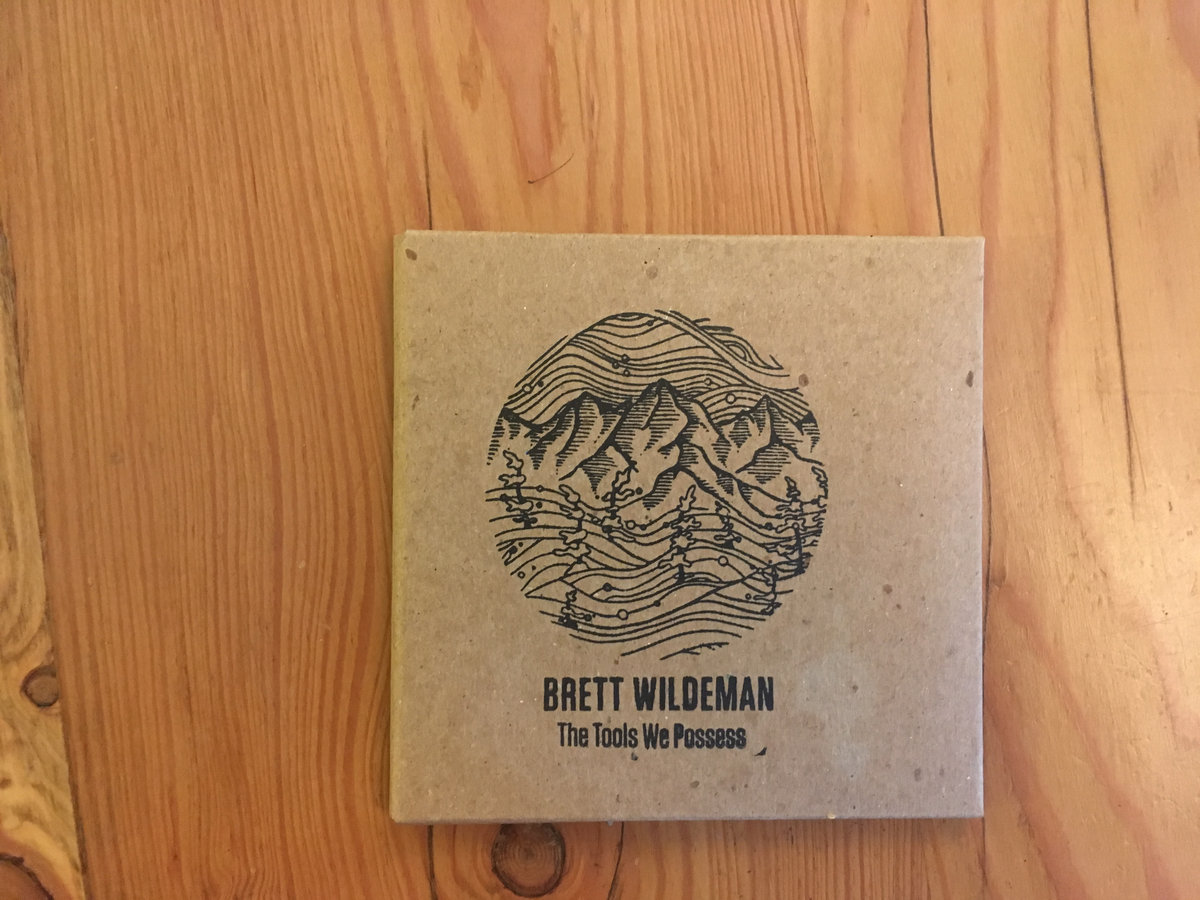 BRETT WILDEMAN
The Tools We Possess